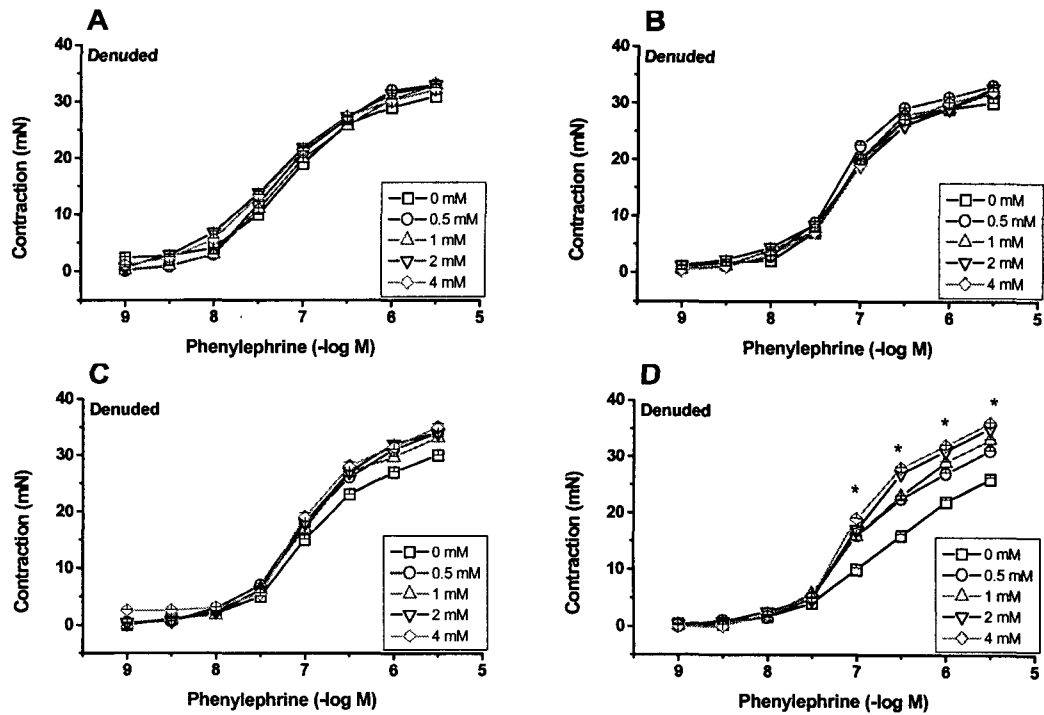 A
Denuded
40
30
20
10
0
Contraction (mN)
0 mM
0.5 mM
1 mM
2 mM
4 mM
9 8 7 6 5
Phenylephrine (-log M)
B
Denuded
40
30
20
10
0
Contraction (mN)
0 mM
0.5 mM
1 mM
2 mM
4 mM
9 8 7 6 5
Phenylephrine (-log M)
C
Denuded
40
30
20
10
0
Contraction (mN)
0 mM
0.5 mM
1 mM
2 mM
4 mM
9 8 7 6 5
Phenylephrine (-log M)
D
Denuded
40
30
20
10
0
Contraction (mN)
* * * *
0 mM
0.5 mM
1 mM
2 mM
4 mM
9 8 7 6 5
Phenylephrine (-log M)